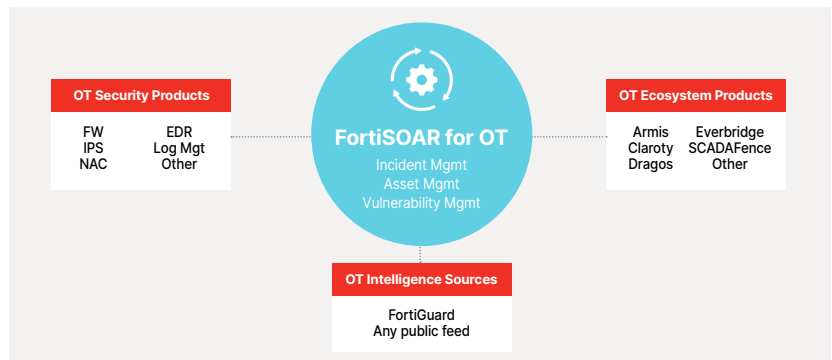 OT Security Products
FW
IPS
NAC
EDR
Log Mgt
Other
FortiSOAR for OT
Incident Mgmt
Asset Mgmt
Vulnerability Mgmt
OT Ecosystem Products
Armis
Claroty
Dragos
Everbridge
SCADAFence
Other
OT Intelligence Sources
FortiGuard
Any public feed